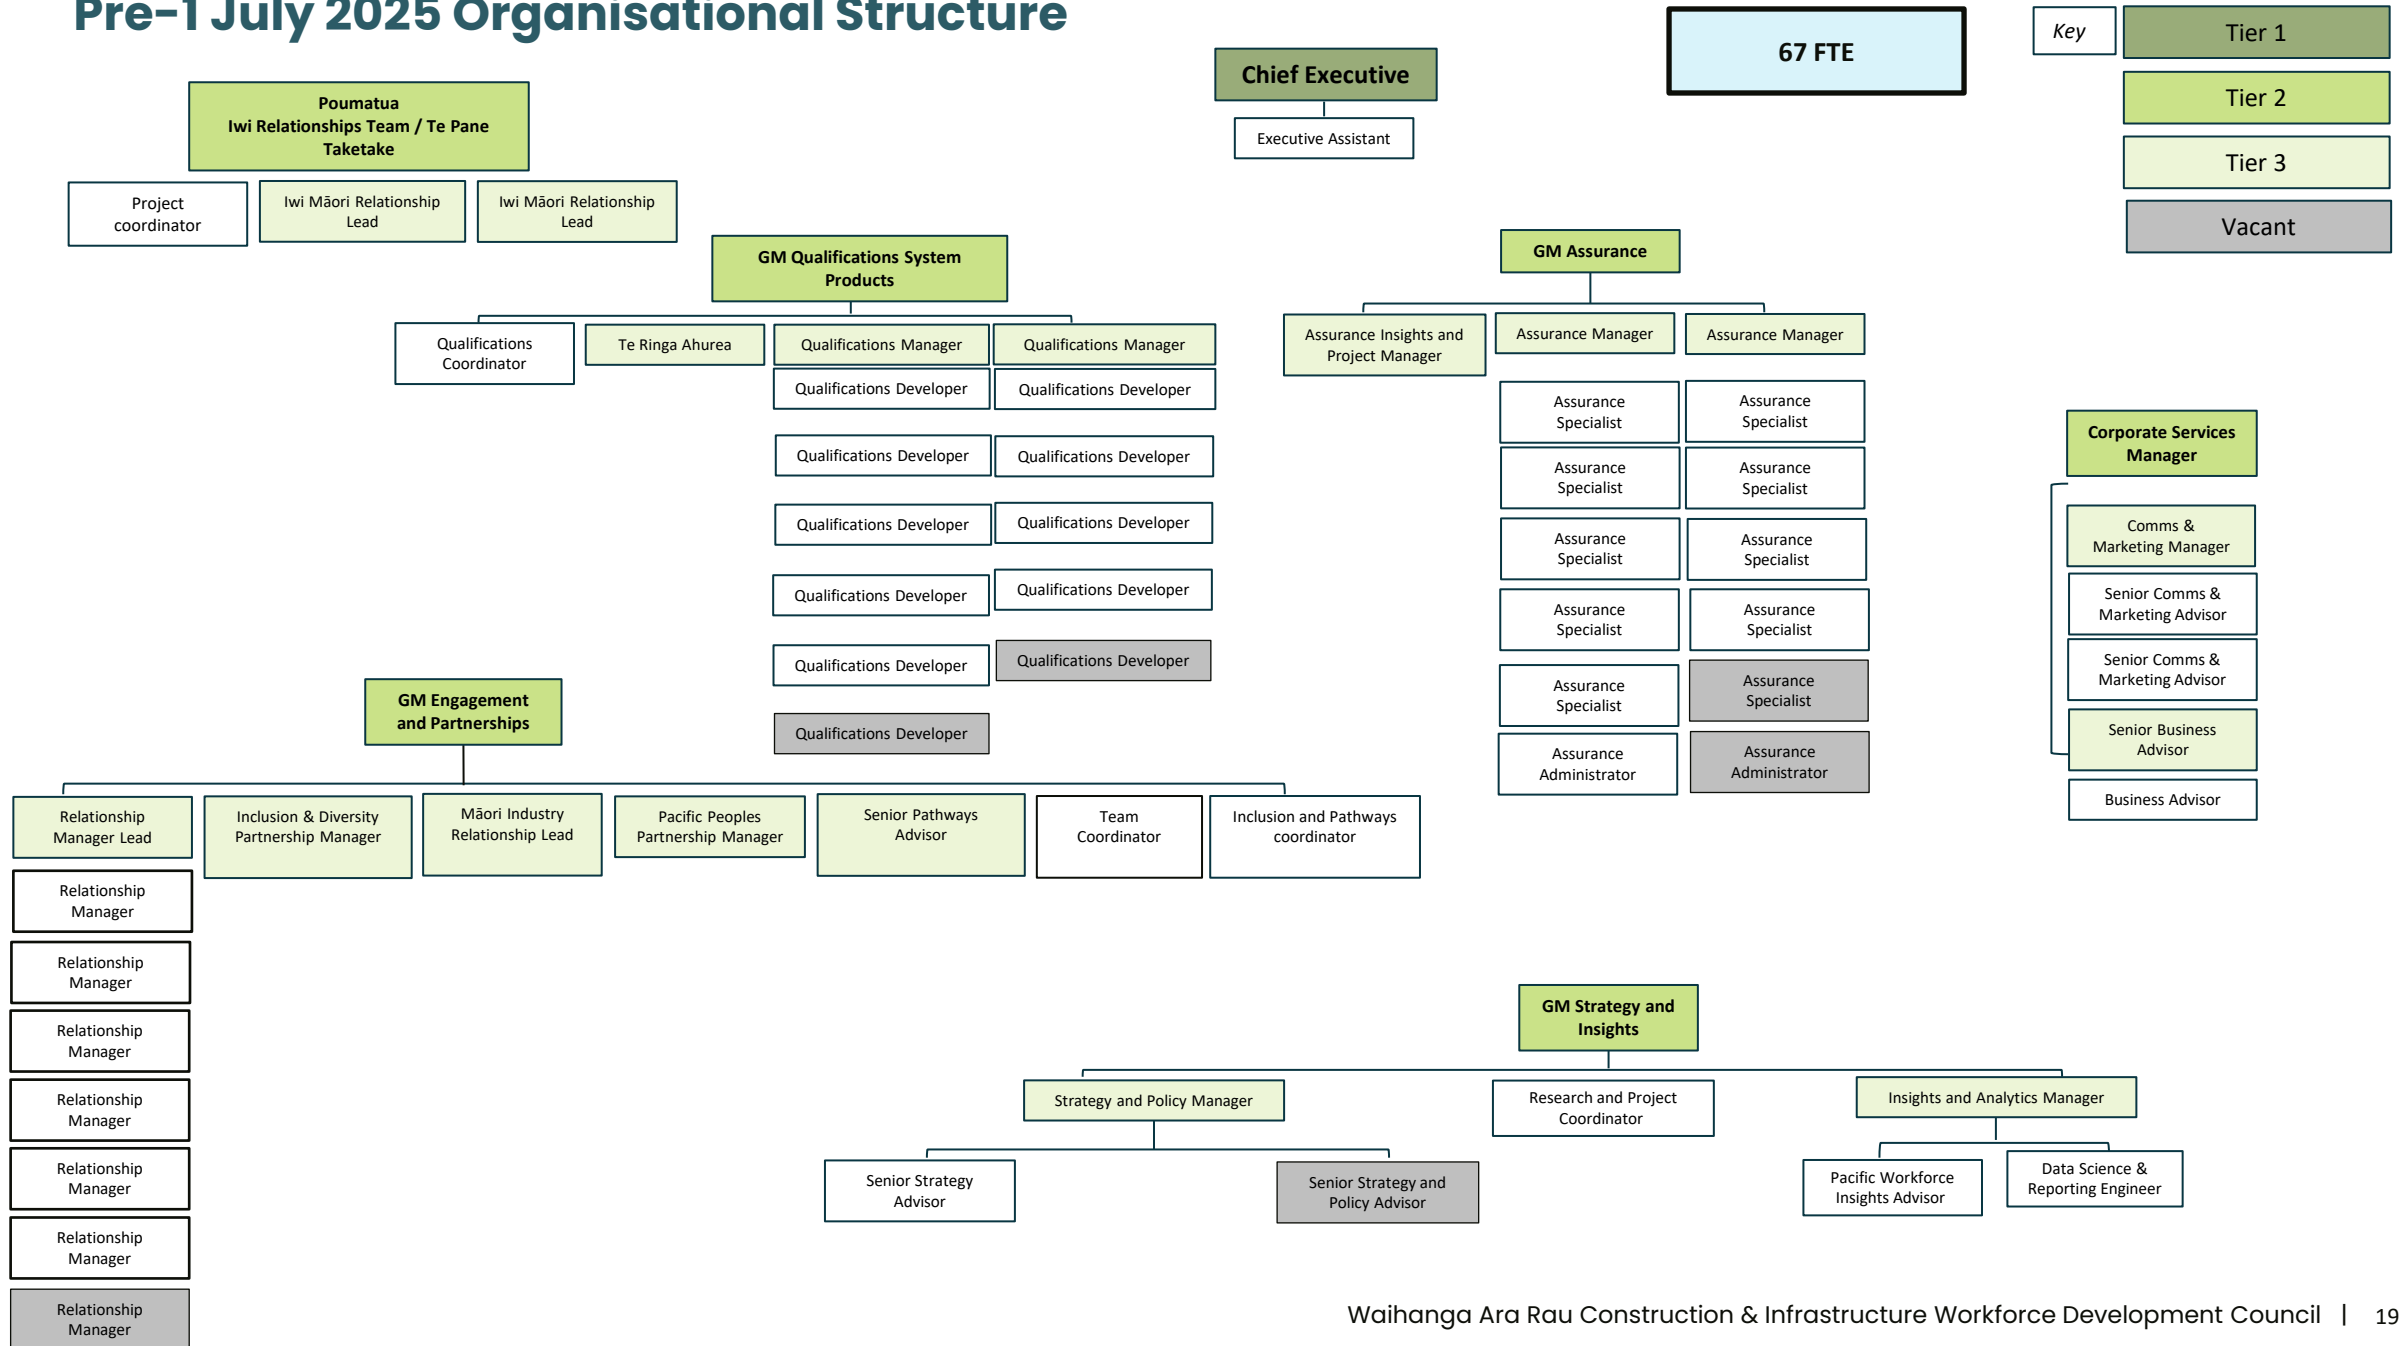 Pre-1 July 2025 Organisational Structure
67 FTE
Key
Tier 1
Tier 2
Tier 3
Vacant
Chief Executive
Executive Assistant
Poumatua
Iwi Relationships Team / Te Pane
Taketake
Project
coordinator
Iwi Māori Relationship
Lead
Iwi Māori Relationship
Lead
GM Qualifications System
Products
Qualifications
Coordinator
Te Ringa Ahurea
Qualifications Manager
Qualifications Manager
Qualifications Developer
Qualifications Developer
Qualifications Developer
Qualifications Developer
Qualifications Developer
Qualifications Developer
Qualifications Developer
Qualifications Developer
Qualifications Developer
Qualifications Developer
Qualifications Developer
GM Assurance
Assurance Insights and
Project Manager
Assurance Manager
Assurance Manager
Assurance
Specialist
Assurance
Specialist
Assurance
Specialist
Assurance
Specialist
Assurance
Specialist
Assurance
Specialist
Assurance
Specialist
Assurance
Specialist
Assurance
Specialist
Assurance
Specialist
Assurance
Administrator
Assurance
Administrator
Corporate Services
Manager
Comms &
Marketing Manager
Senior Comms &
Marketing Advisor
Senior Comms &
Marketing Advisor
Senior Business
Advisor
Business Advisor
GM Engagement
and Partnerships
Relationship
Manager Lead
Inclusion & Diversity
Partnership Manager
Māori Industry
Relationship Lead
Pacific Peoples
Partnership Manager
Senior Pathways
Advisor
Team
Coordinator
Inclusion and Pathways
coordinator
Relationship
Manager
Relationship
Manager
Relationship
Manager
Relationship
Manager
Relationship
Manager
Relationship
Manager
Relationship
Manager
GM Strategy and
Insights
Strategy and Policy Manager
Research and Project
Coordinator
Insights and Analytics Manager
Senior Strategy
Advisor
Senior Strategy and
Policy Advisor
Pacific Workforce
Insights Advisor
Data Science &
Reporting Engineer
Waihanga Ara Rau Construction & Infrastructure Workforce Development Council | 19